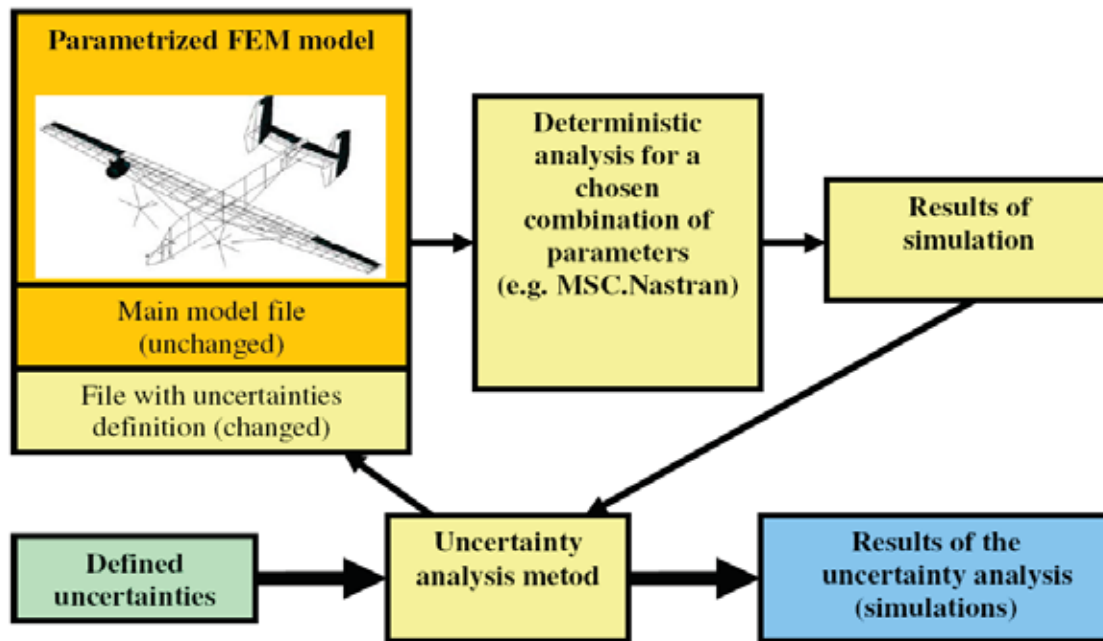 Parametrized FEM model
Main model file
(unchanged)
File with uncertainties
definition (changed)
Deterministic
analysis for a
chosen
combination of
parameters
(e.g. MSC.Nastran)
Results of
simulation
Defined
uncertainties
Uncertainty
analysis metod
Results of the
uncertainty analysis
(simulations)